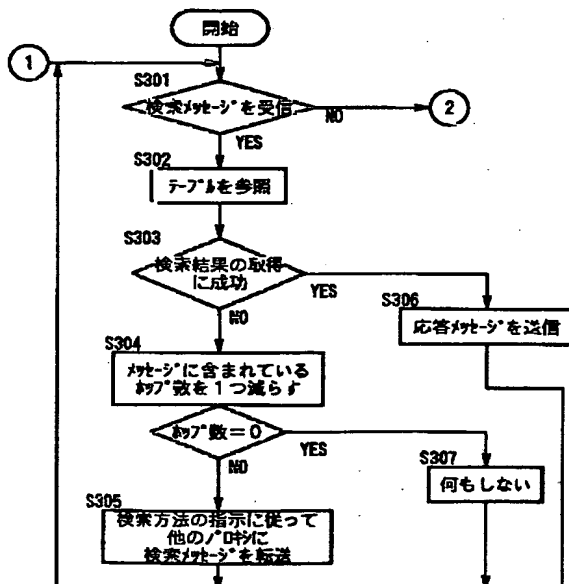 開始
1
S301
検索ﾒｯｾｰｼﾞを受信
NO
2
YES
S302
ﾃｰﾌﾞﾙを参照
S303
検索結果の取得
に成功
YES
S306
応答ﾒｯｾｰｼﾞを送信
NO
S304
ﾒｯｾｰｼﾞに含まれている
ﾎｯﾌﾟ数を1つ減らす
ﾎｯﾌﾟ数=0
YES
NO
S307
何もしない
S305
検索方法の指示に従って
他のﾌﾟﾛｷｼに
検索ﾒｯｾｰｼﾞを転送